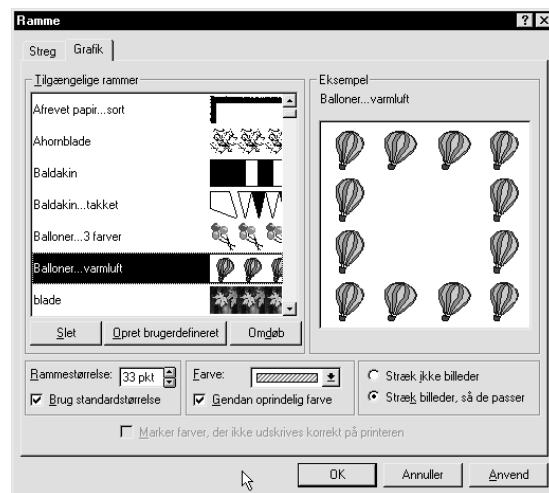 Ramme
Streg Grafik
Tilgængelige rammer
Afrevet papir...sort
Ahornblade
Baldakin
Baldakin...takket
Balloner...3 farver
Balloner...varmluft
blade
Slet Opret brugerdefineret Omdøb
Eksempel
Balloner...varmluft
Rammestørrelse: 33 pkt
Brug standardstørrelse
Farve:
Gendan oprindelig farve
Stræk ikke billeder
Stræk billeder, så de passer
Marker farver, der ikke udskrives korrekt på printeren
OK Annuller Anvend